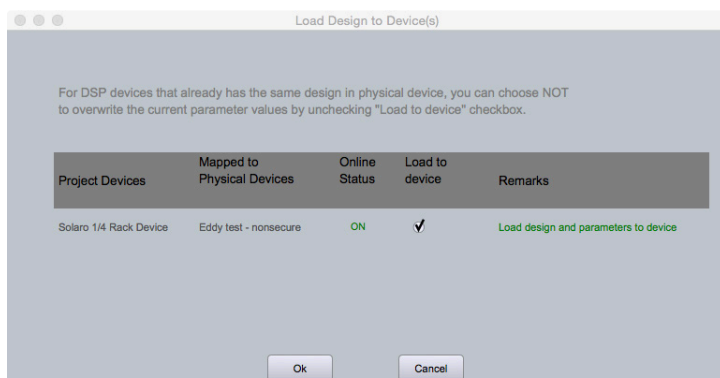 Load Design to Device(s)
For DSP devices that already has the same design in physical device, you can choose NOT
to overwrite the current parameter values by unchecking "Load to device" checkbox.
Project Devices
Mapped to
Physical Devices
Online
Status
Load to
device
Remarks
Solaro 1/4 Rack Device
Eddy test - nonsecure
ON
Load design and parameters to device
Ok
Cancel